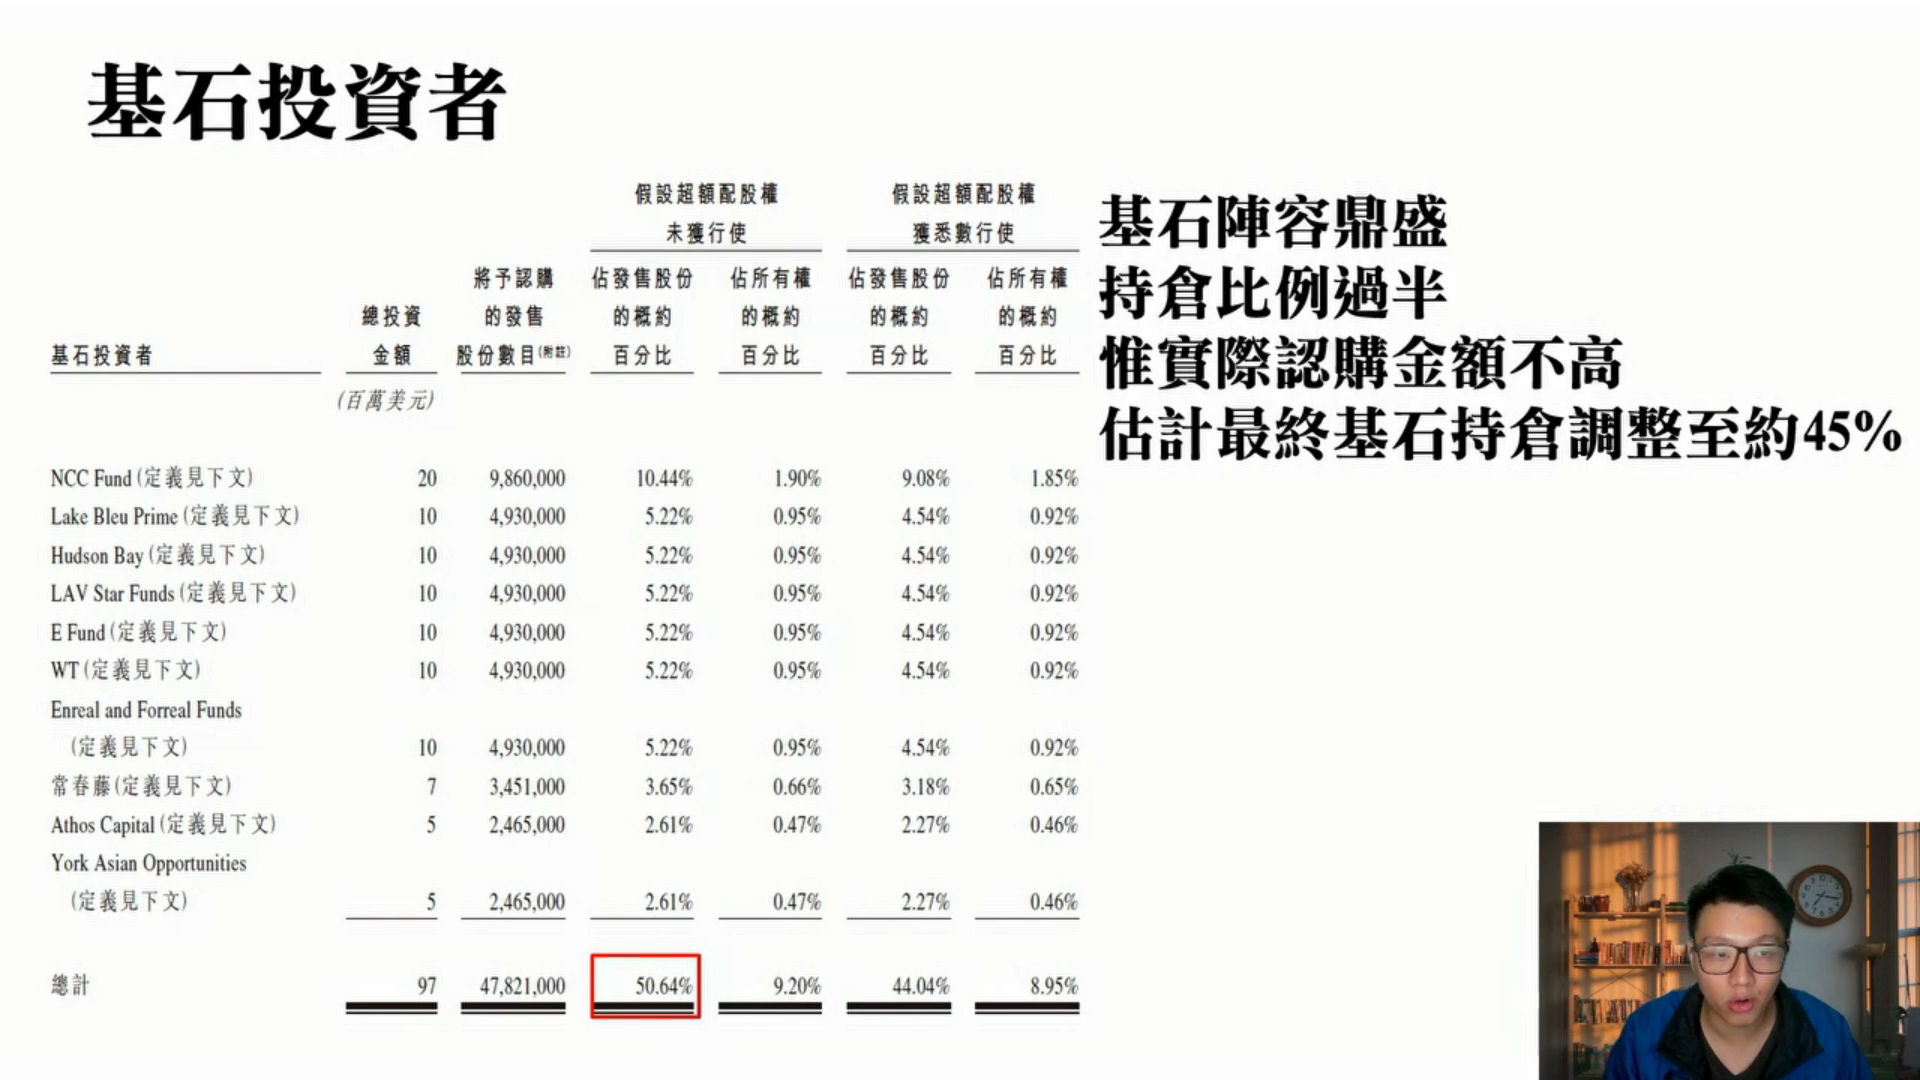 基石投資者
假設超額配股權 假設超額配股權
未獲行使 獲悉數行使
將予認購 佔發售股份 佔所有權 佔發售股份 佔所有權
總投資 的發售 的概約 的概約 的概約 的概約
基石投資者 金額 股份數目(附註) 百分比 百分比 百分比 百分比
(百萬美元)
NCC Fund (定義見下文) 20 9,860,000 10.44% 1.90% 9.08% 1.85%
Lake Bleu Prime (定義見下文) 10 4,930,000 5.22% 0.95% 4.54% 0.92%
Hudson Bay (定義見下文) 10 4,930,000 5.22% 0.95% 4.54% 0.92%
LAV Star Funds (定義見下文) 10 4,930,000 5.22% 0.95% 4.54% 0.92%
E Fund (定義見下文) 10 4,930,000 5.22% 0.95% 4.54% 0.92%
WT (定義見下文) 10 4,930,000 5.22% 0.95% 4.54% 0.92%
Enreal and Forreal Funds
(定義見下文) 10 4,930,000 5.22% 0.95% 4.54% 0.92%
常春藤(定義見下文) 7 3,451,000 3.65% 0.66% 3.18% 0.65%
Athos Capital (定義見下文) 5 2,465,000 2.61% 0.47% 2.27% 0.46%
York Asian Opportunities
(定義見下文) 5 2,465,000 2.61% 0.47% 2.27% 0.46%
總計 97 47,821,000 50.64% 9.20% 44.04% 8.95%
基石陣容鼎盛
持倉比例過半
惟實際認購金額不高
估計最終基石持倉調整至約45%